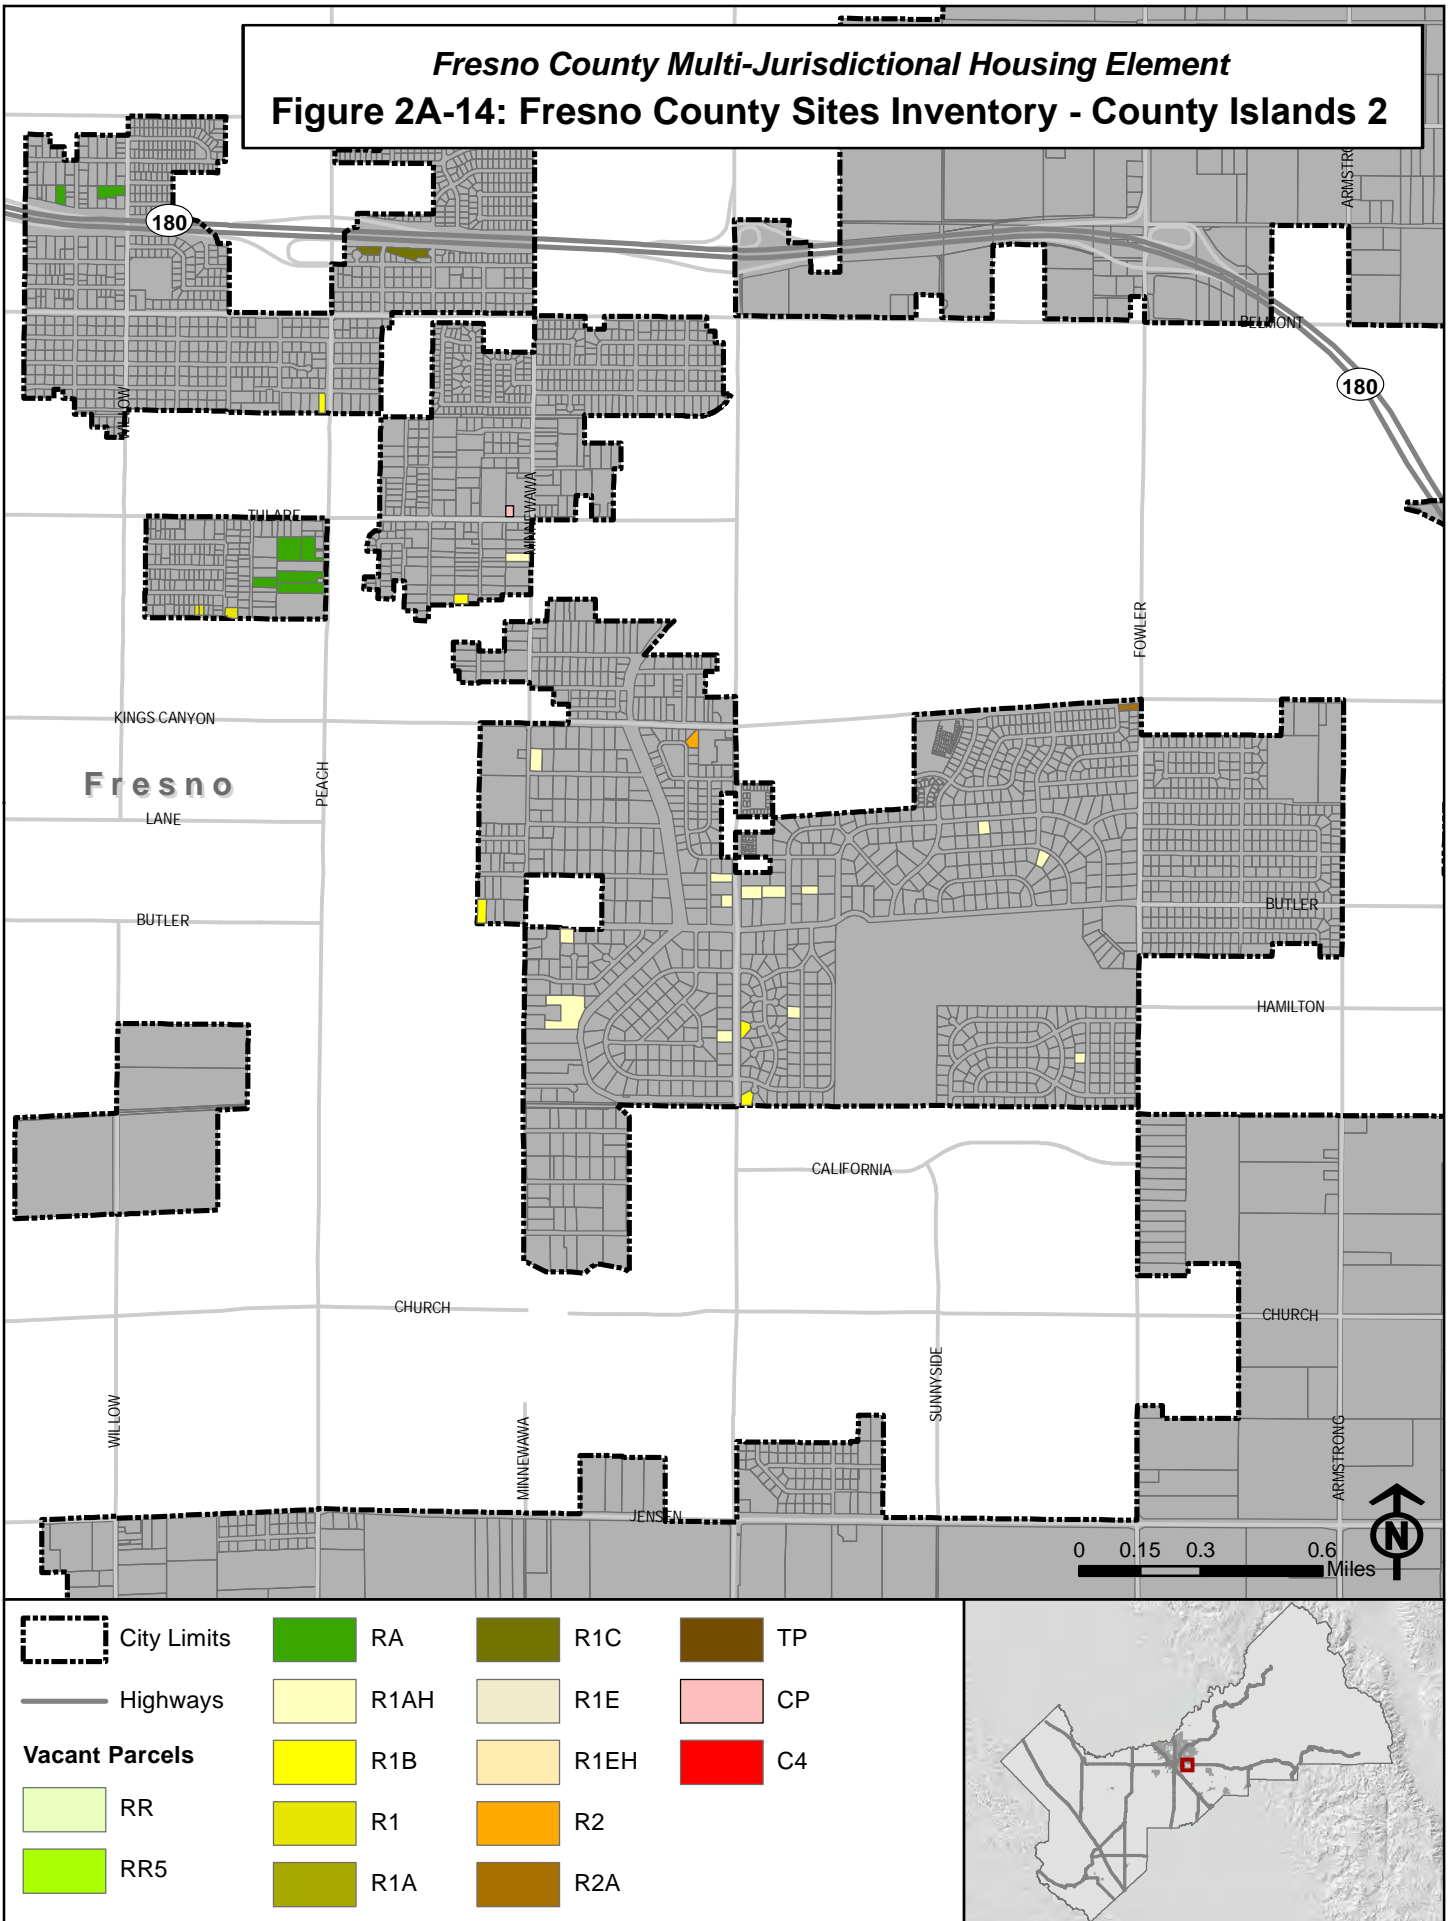 Fresno County Multi-Jurisdictional Housing Element
Figure 2A-14: Fresno County Sites Inventory - County Islands 2
ARMSTRO
180
BELMONT
180
WILLOW
MINNEWAWA
TULARE
FOWLER
KINGS CANYON
PEACH
Fresno
LANE
BUTLER
BUTLER
HAMILTON
CALIFORNIA
CHURCH
CHURCH
SUNNYSIDE
WILLOW
MINNEWAWA
ARMSTRONG
JENSEN
N
0 0.15 0.3 0.6
Miles
City Limits
Highways
Vacant Parcels
RR
RR5
RA
R1AH
R1B
R1
R1A
R1C
R1E
R1EH
R2
R2A
TP
CP
C4